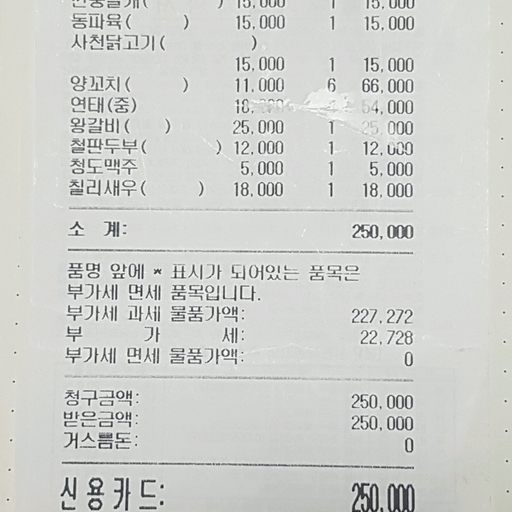 15,000 1 15,000
동파육( ) 15,000 1 15,000
사천닭고기( )
15,000 1 15,000
양꼬치( ) 11,000 6 66,000
연태(중) 54,000
왕갈비( ) 25,000 1 25,000
철판두부( ) 12,000 1 12,000
청도맥주 5,000 1 5,000
칠리새우( ) 18,000 1 18,000
소 계: 250,000
품명 앞에 * 표시가 되어있는 품목은
부가세 면세 품목입니다.
부가세 과세 물품가액: 227,272
부 가 세: 22,728
부가세 면세 물품가액: 0
청구금액: 250,000
받은금액: 250,000
거스름돈: 0
신용카드: 250,000